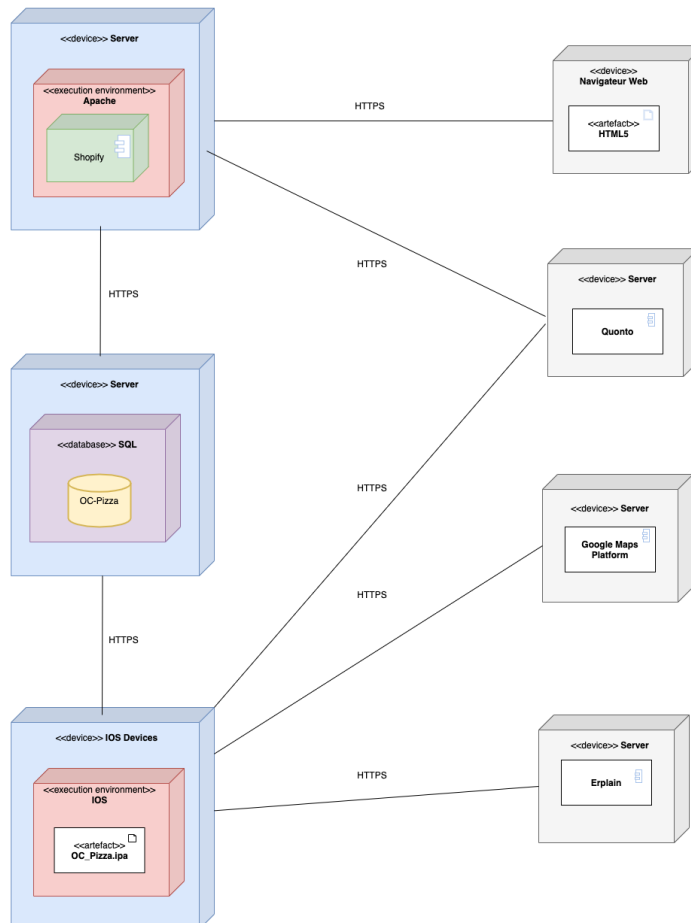 <<device>> Server
<<execution environment>>
Apache
Shopify
HTTPS
<<device>>
Navigateur Web
<<artefact>>
HTML5
HTTPS
HTTPS
<<device>> Server
Quonto
<<device>> Server
<<database>> SQL
OC-Pizza
HTTPS
<<device>> Server
Google Maps
Platform
HTTPS
HTTPS
<<device>> IOS Devices
<<execution environment>>
IOS
<<artefact>>
OC_Pizza.ipa
HTTPS
<<device>> Server
Erplain